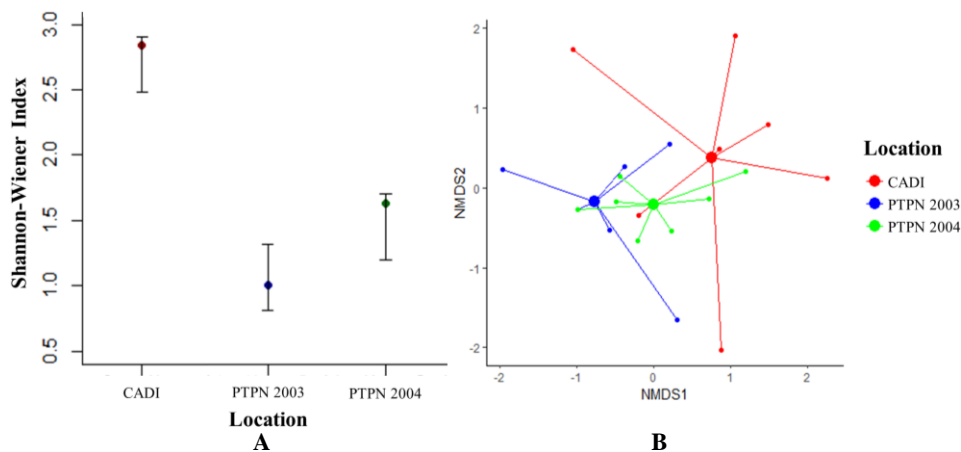 Shannon-Wiener Index
3.0
2.5
2.0
1.5
1.0
0.5
CADI
PTPN 2003
PTPN 2004
Location
A
NMDS2
2
1
0
-1
-2
-2
-1
0
1
2
NMDS1
B
Location
CADI
PTPN 2003
PTPN 2004